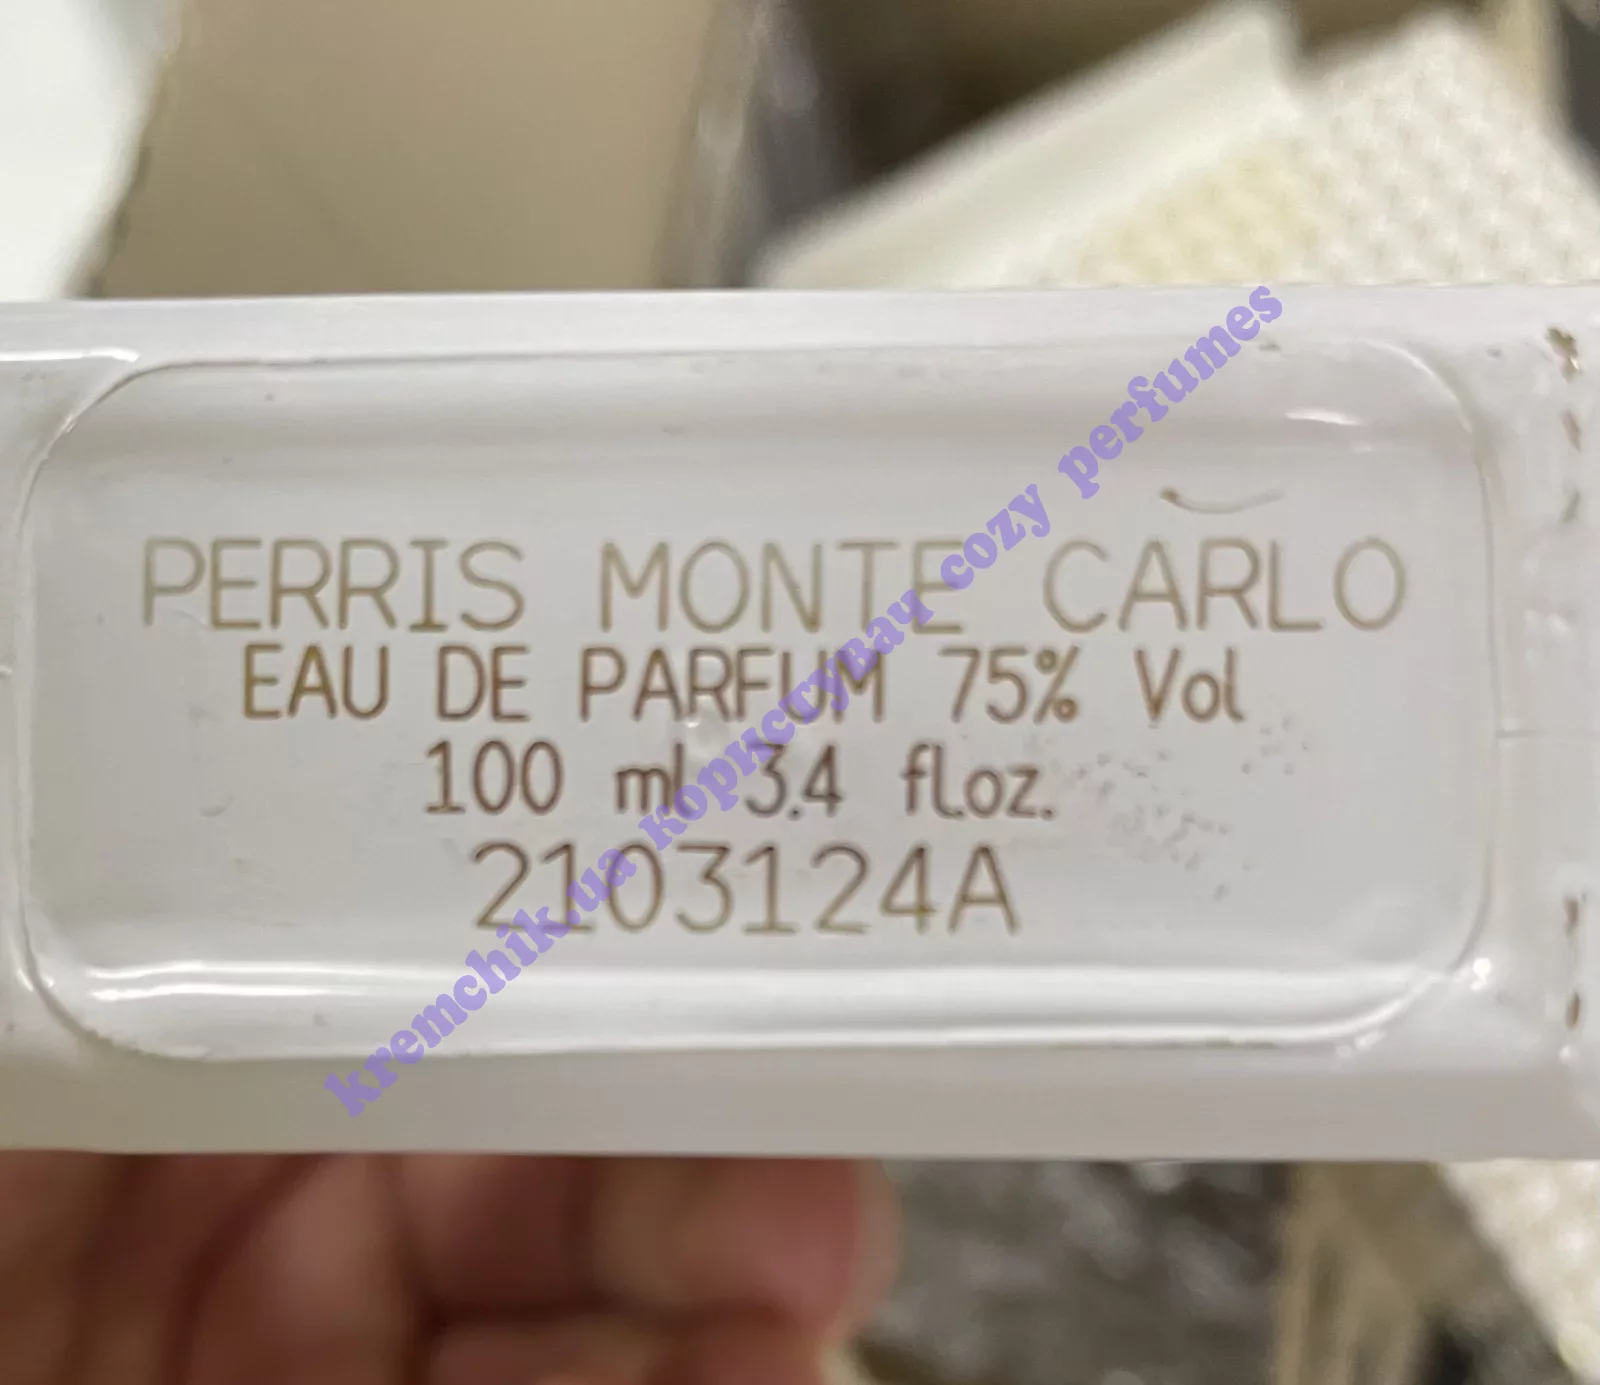 PERRIS MONTE CARLO
EAU DE PARFUM 75% Vol
100 ml 3.4 fl.oz.
2103124A
kremchik.ua користувач cozy perfumes